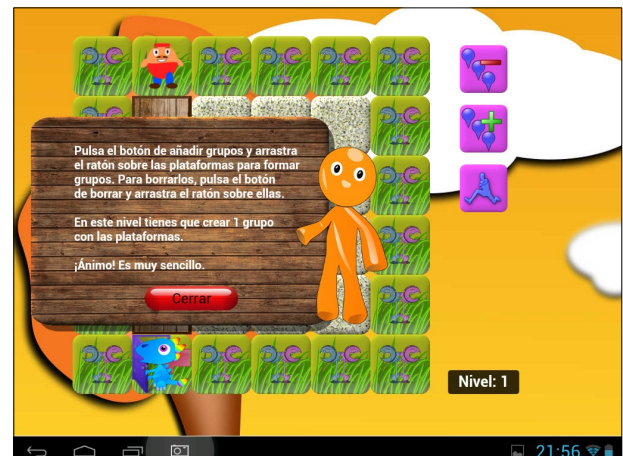 Pulsa el botón de añadir grupos y arrastra
el ratón sobre las plataformas para formar
grupos. Para borrarlos, pulsa el botón
de borrar y arrastra el ratón sobre ellas.
En este nivel tienes que crear 1 grupo
con las plataformas.
¡Ánimo! Es muy sencillo.
Cerrar
Nivel: 1
21:56